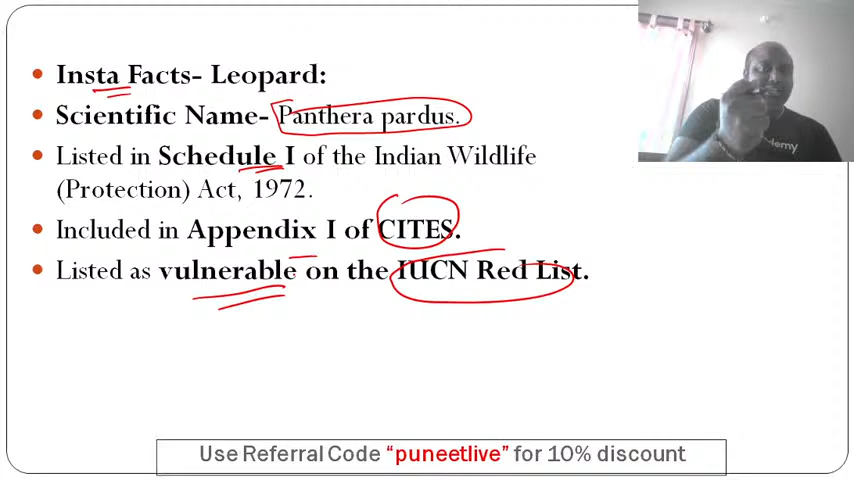 • Insta Facts- Leopard:
• Scientific Name- Panthera pardus.
• Listed in Schedule I of the Indian Wildlife
(Protection) Act, 1972.
• Included in Appendix I of CITES.
• Listed as vulnerable on the IUCN Red List.
Use Referral Code “puneetlive” for 10% discount